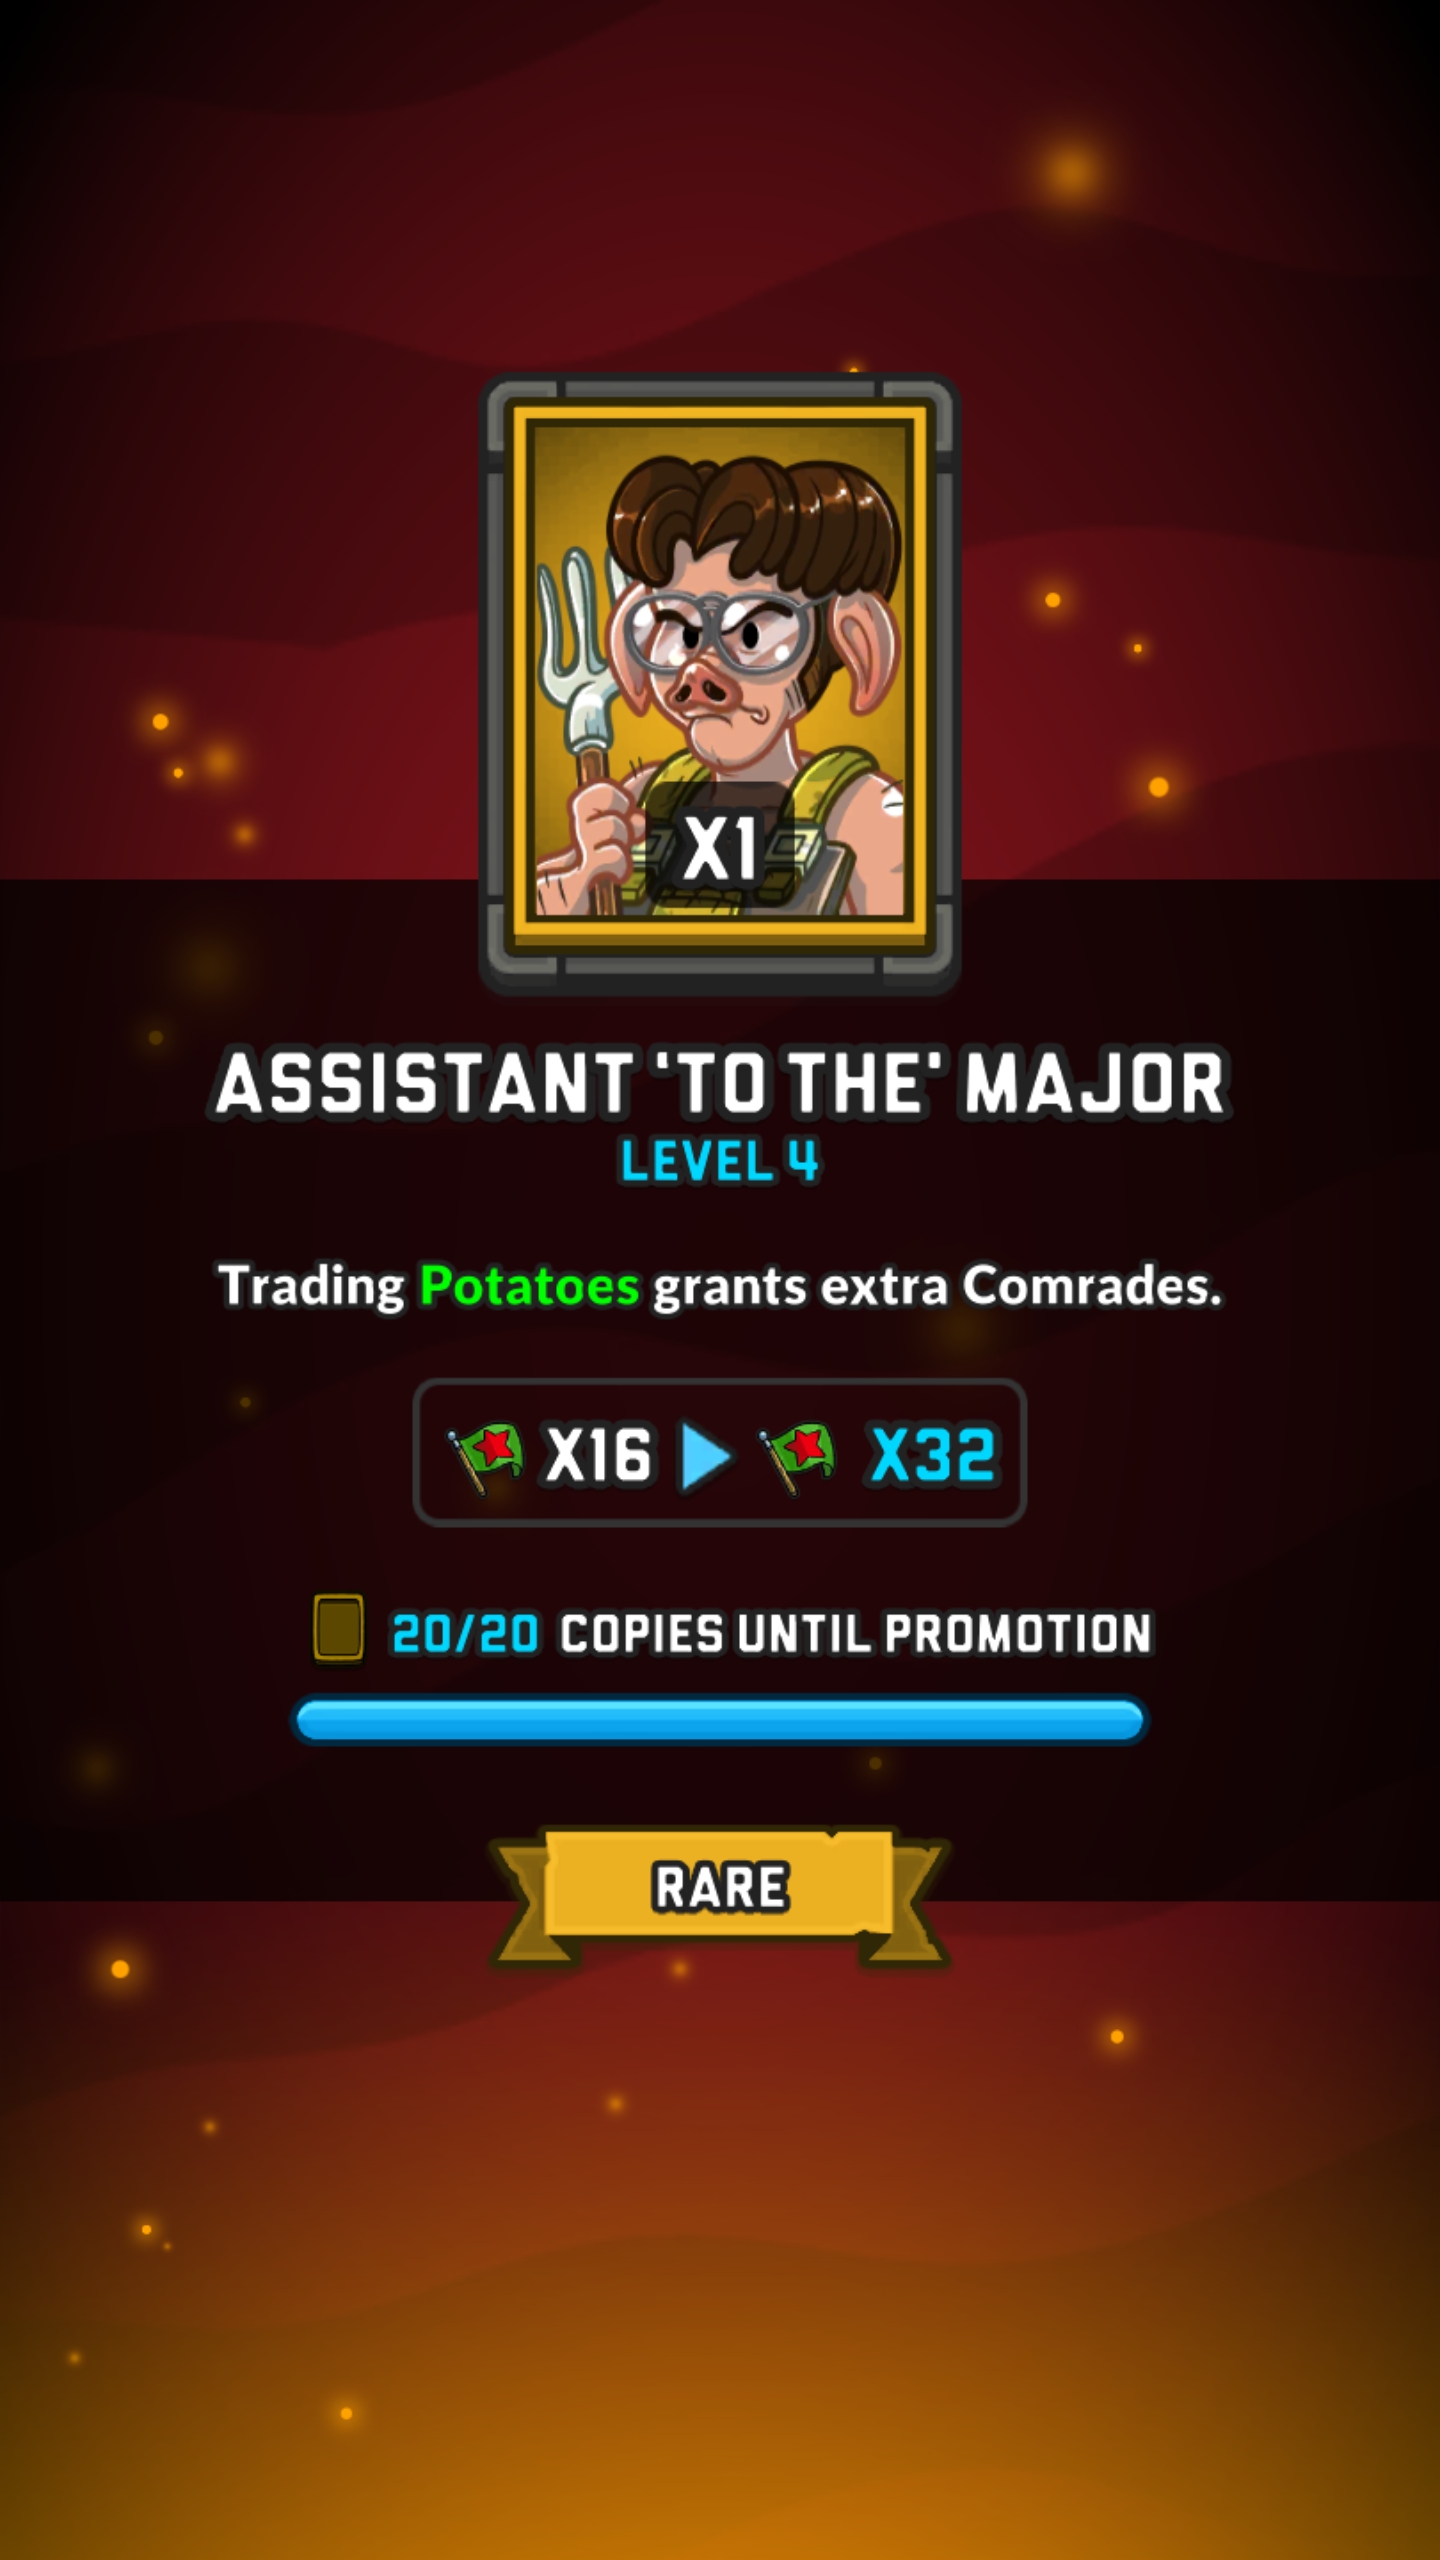 X1
ASSISTANT 'TO THE' MAJOR
LEVEL 4
Trading Potatoes grants extra Comrades.
X16 X32
20/20 COPIES UNTIL PROMOTION
RARE